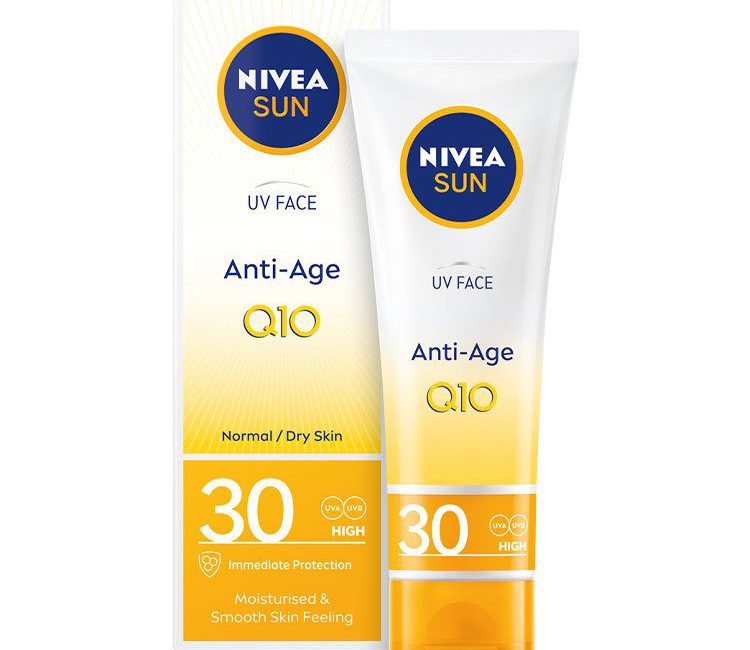 NIVEA
SUN
UV FACE
Anti-Age
Q10
Normal / Dry Skin
30
UVA UVB
HIGH
Immediate Protection
Moisturised &
Smooth Skin Feeling
NIVEA
SUN
UV FACE
Anti-Age
Q10
30
UVA UVB
HIGH